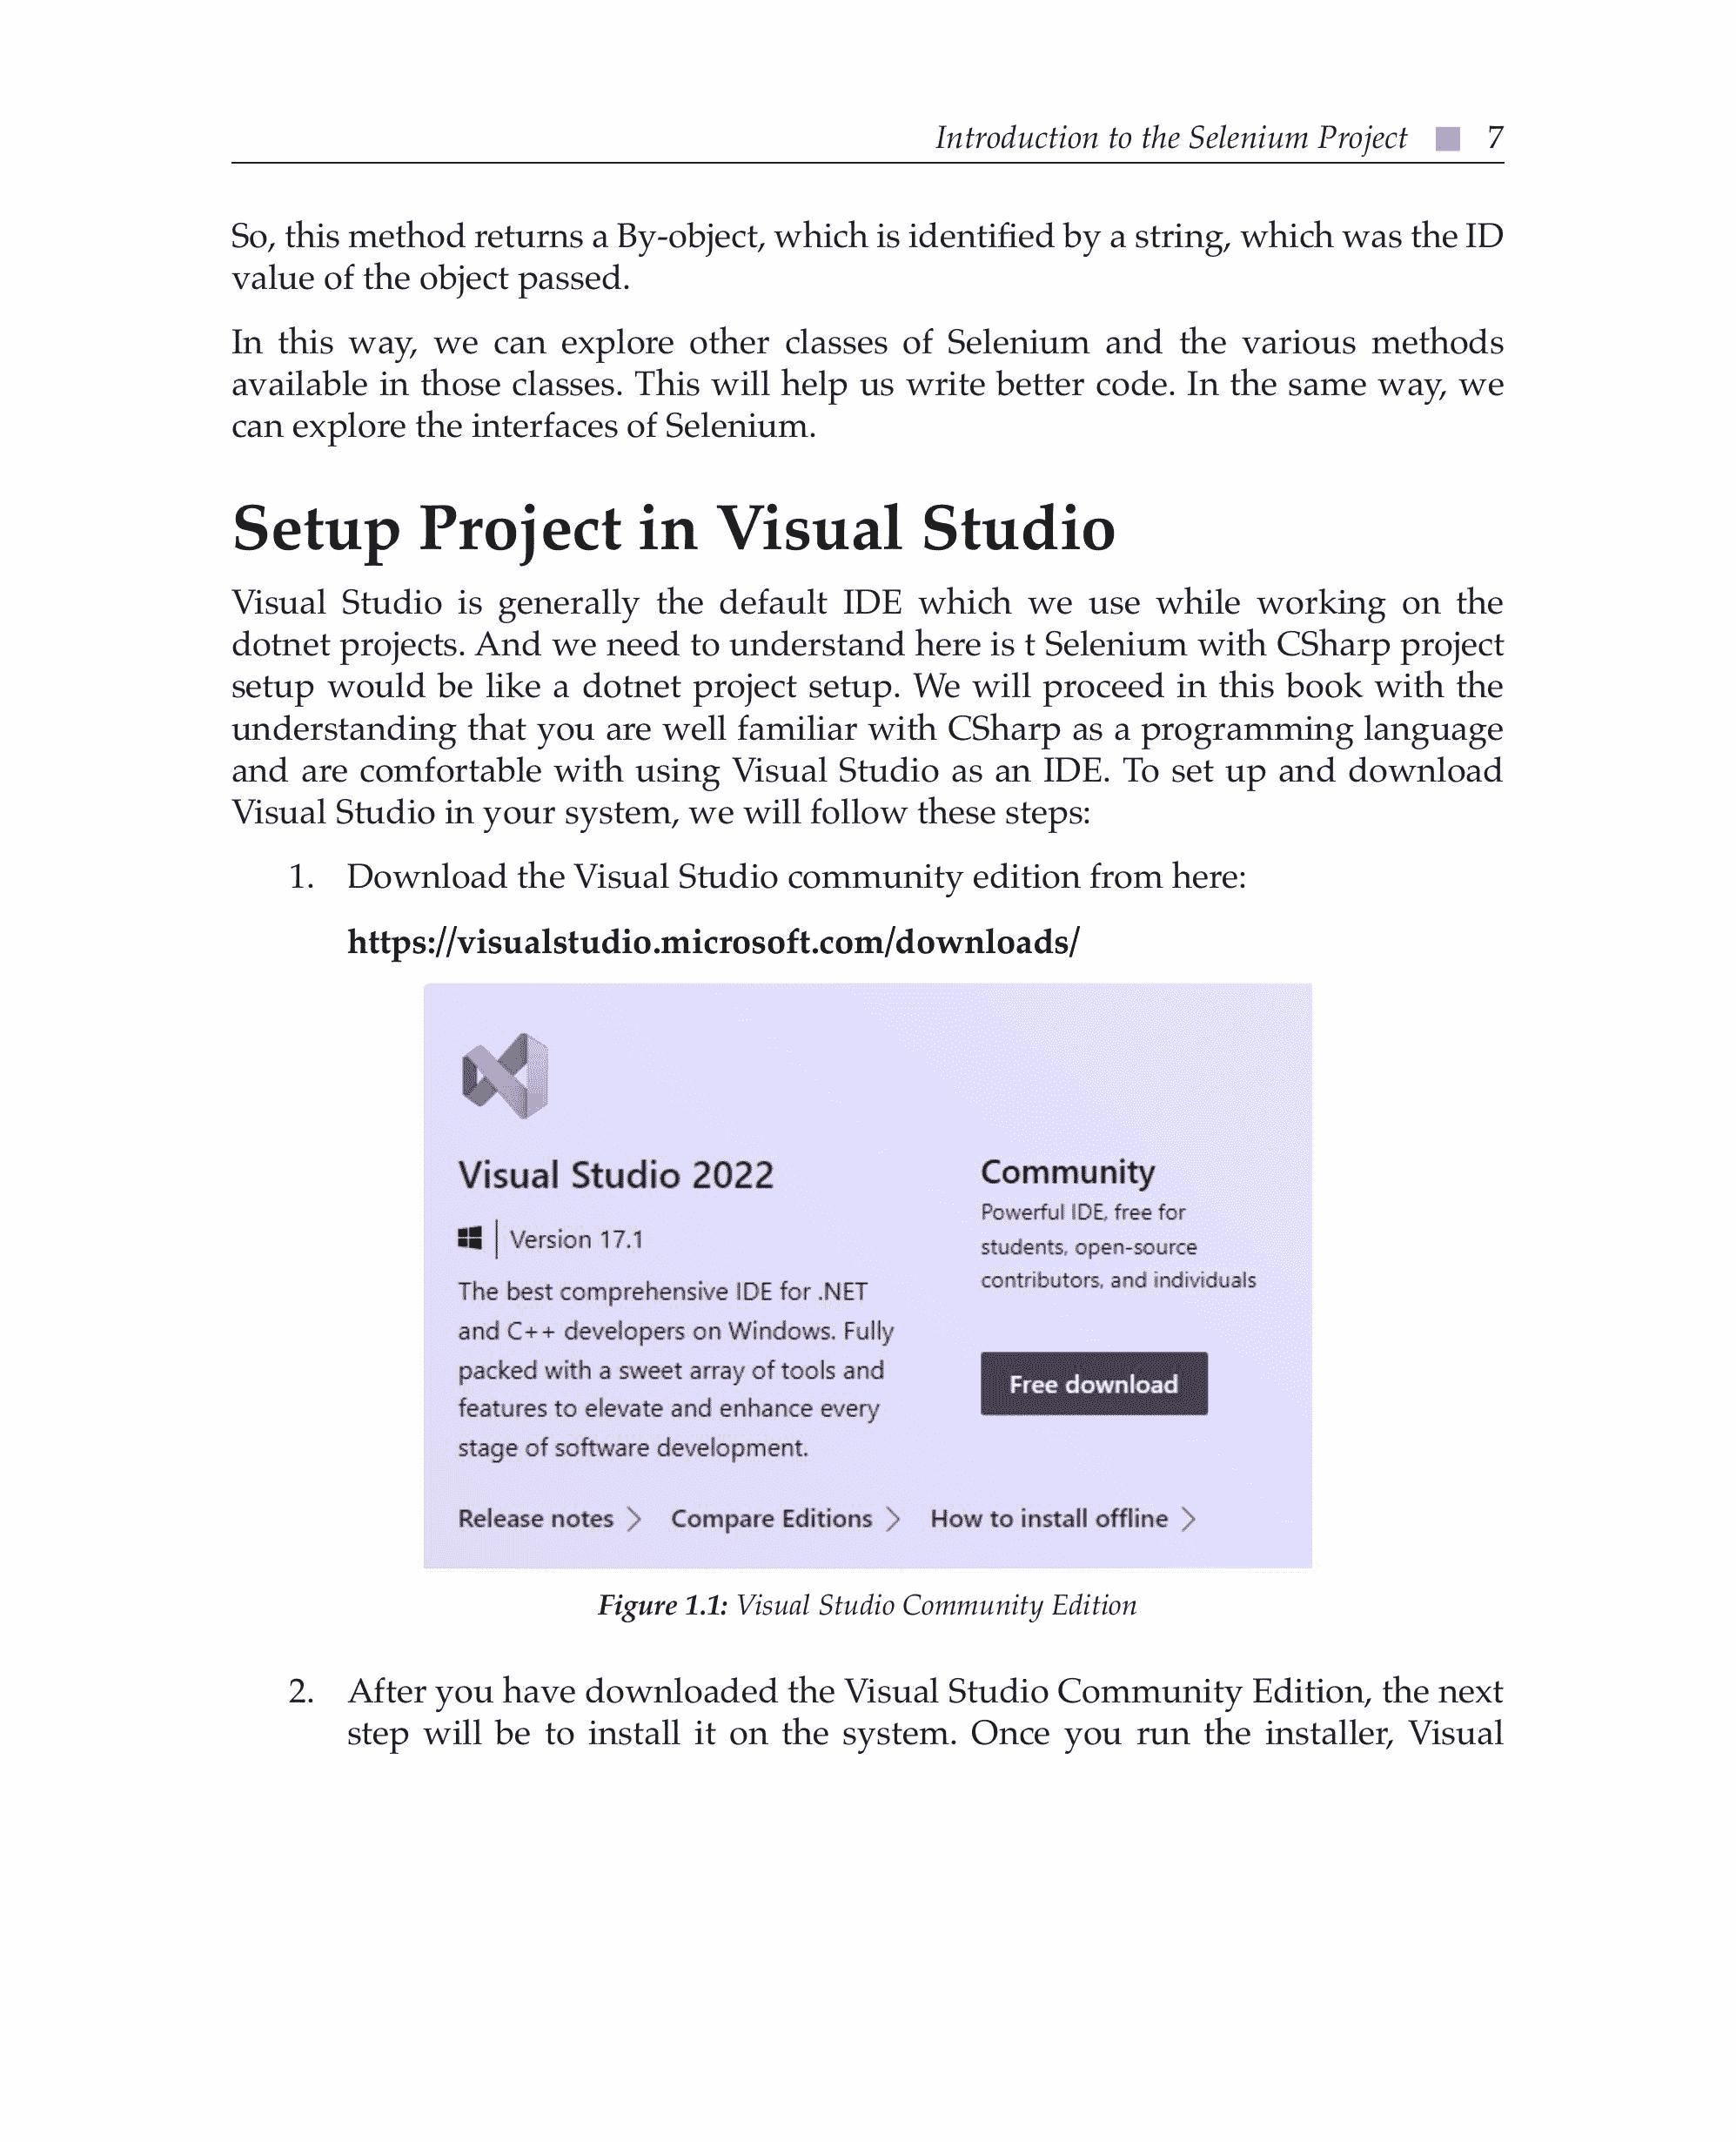 Introduction to the Selenium Project 7
So, this method returns a By-object, which is identified by a string, which was the ID
value of the object passed.
In this way, we can explore other classes of Selenium and the various methods
available in those classes. This will help us write better code. In the same way, we
can explore the interfaces of Selenium.
Setup Project in Visual Studio
Visual Studio is generally the default IDE which we use while working on the
dotnet projects. And we need to understand here is t Selenium with CSharp project
setup would be like a dotnet project setup. We will proceed in this book with the
understanding that you are well familiar with CSharp as a programming language
and are comfortable with using Visual Studio as an IDE. To set up and download
Visual Studio in your system, we will follow these steps:
1. Download the Visual Studio community edition from here:
https://visualstudio.microsoft.com/downloads/
Visual Studio 2022
Version 17.1
The best comprehensive IDE for .NET
and C++ developers on Windows. Fully
packed with a sweet array of tools and
features to elevate and enhance every
stage of software development.
Community
Powerful IDE, free for
students, open-source
contributors, and individuals
Free download
Release notes > Compare Editions > How to install offline >
Figure 1.1: Visual Studio Community Edition
2. After you have downloaded the Visual Studio Community Edition, the next
step will be to install it on the system. Once you run the installer, Visual